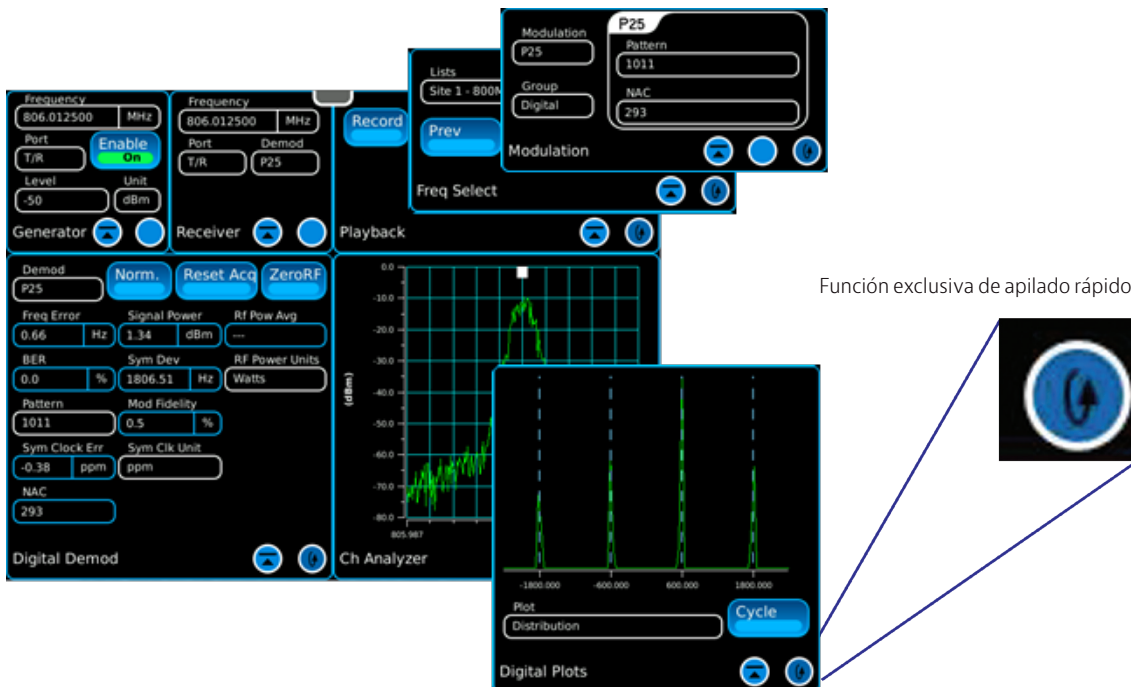 Frequency
806.012500 MHz
Port
T/R
Enable
On
Level Unit
-50 dBm
Generator
Frequency
806.012500 MHz
Port Demod
T/R P25
Receiver
Record
Playback
Lists
Site 1 - 800M
Prev
Freq Select
Modulation
P25
Group
Digital
Modulation
P25
Pattern
1011
NAC
293
Demod
P25
Norm. Reset Acq ZeroRF
Freq Error Signal Power Rf Pow Avg
0.66 Hz 1.34 dBm ---
BER Sym Dev RF Power Units
0.0 % 1806.51 Hz Watts
Pattern Mod Fidelity
1011 0.5 %
Sym Clock Err Sym Clk Unit
-0.38 ppm ppm
NAC
293
Digital Demod
0.0
-10.0
-20.0
-30.0
-40.0
-50.0
-60.0
-70.0
-80.0
(dBm)
805.987
Ch Analyzer
-1800.000 -600.000 600.000 1800.000
Plot
Distribution
Cycle
Digital Plots
Función exclusiva de apilado rápido